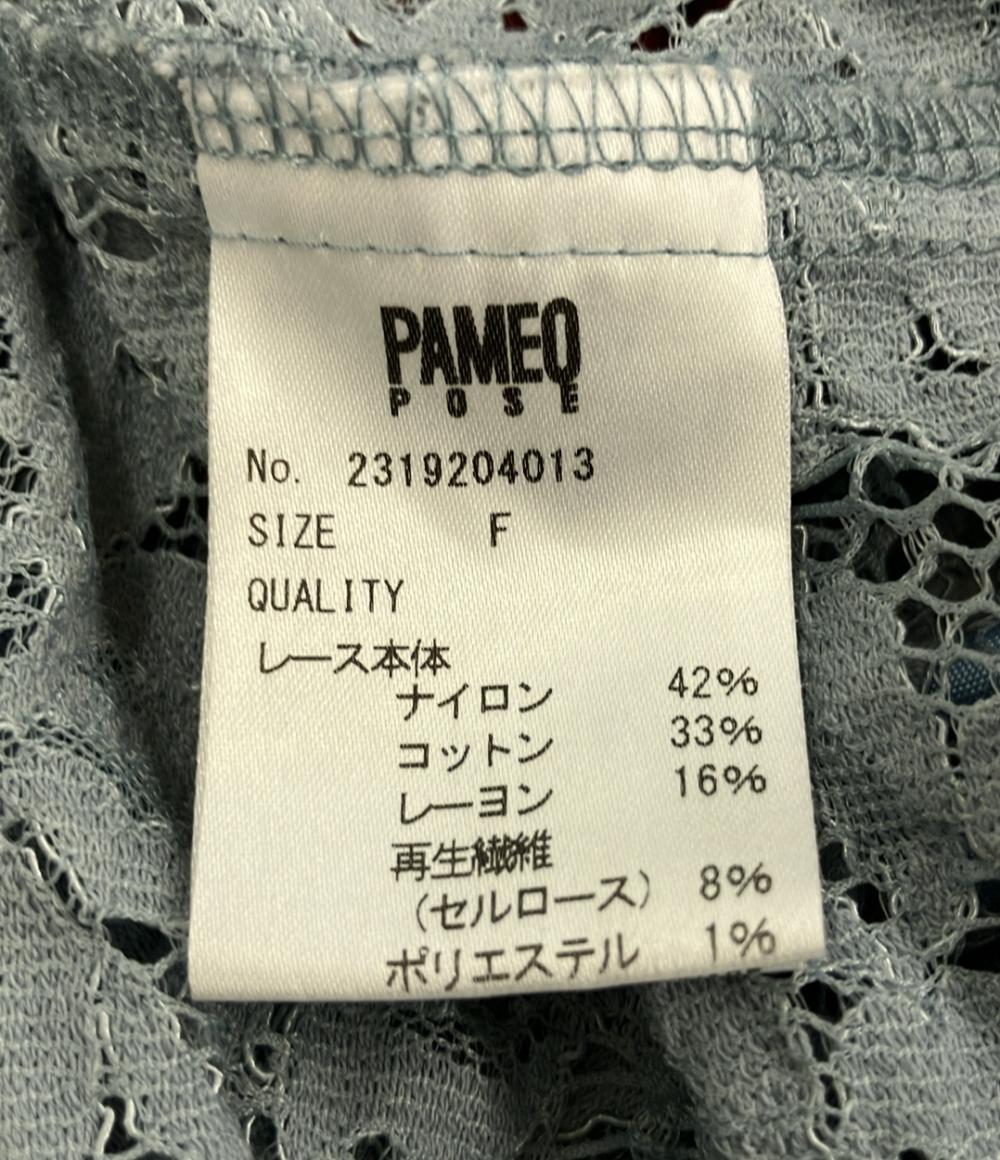 PAMEO
POSE
No. 2319204013
SIZE F
QUALITY
レース本体
ナイロン 42%
コットン 33%
レーヨン 16%
再生繊維
(セルロース) 8%
ポリエステル 1%